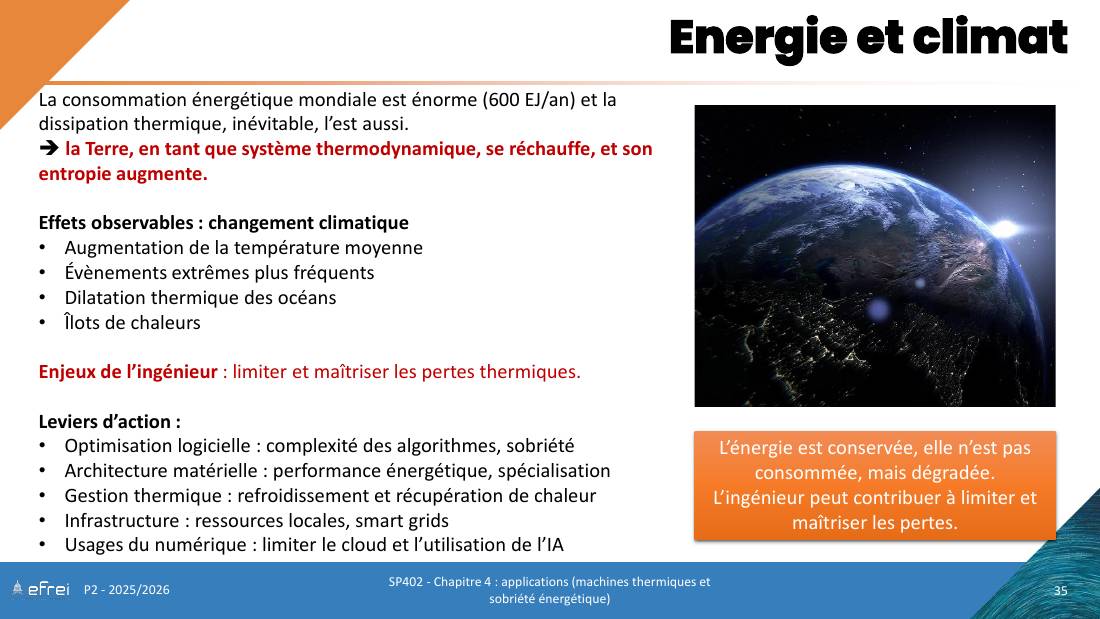 Energie et climat
La consommation énergétique mondiale est énorme (600 EJ/an) et la
dissipation thermique, inévitable, l’est aussi.
➔ la Terre, en tant que système thermodynamique, se réchauffe, et son
entropie augmente.
Effets observables : changement climatique
• Augmentation de la température moyenne
• Évènements extrêmes plus fréquents
• Dilatation thermique des océans
• Îlots de chaleurs
Enjeux de l’ingénieur : limiter et maîtriser les pertes thermiques.
Leviers d’action :
• Optimisation logicielle : complexité des algorithmes, sobriété
• Architecture matérielle : performance énergétique, spécialisation
• Gestion thermique : refroidissement et récupération de chaleur
• Infrastructure : ressources locales, smart grids
• Usages du numérique : limiter le cloud et l’utilisation de l’IA
L’énergie est conservée, elle n’est pas
consommée, mais dégradée.
L’ingénieur peut contribuer à limiter et
maîtriser les pertes.
efrei
P2 - 2025/2026
SP402 - Chapitre 4 : applications (machines thermiques et
sobriété énergétique)
35